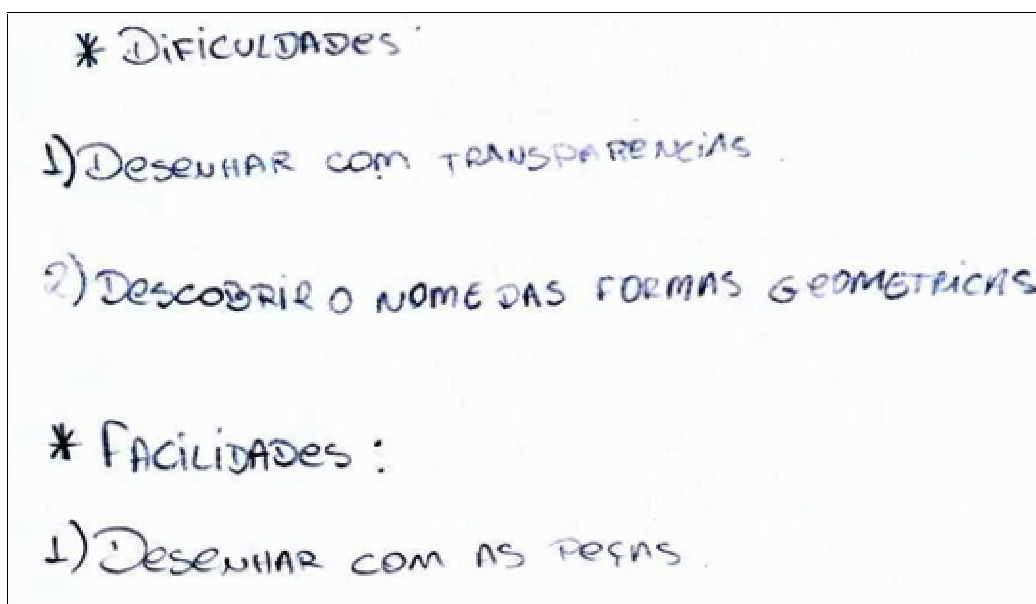 * DIFICULDADES
1) DESENHAR COM TRANSPARENCIAS
2) DESCOBRIR O NOME DAS FORMAS GEOMETRICAS
* FACILIDADES :
1) DESENHAR COM AS PEÇAS